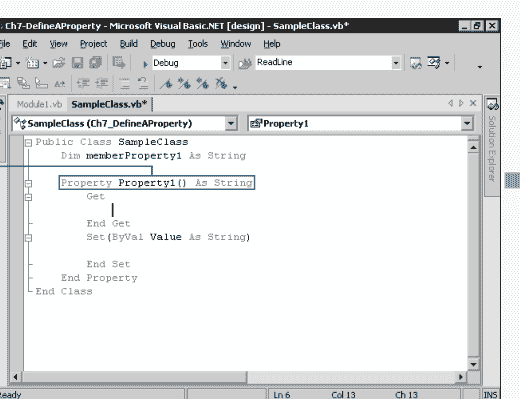 Ch7-DefineAProperty - Microsoft Visual Basic.NET [design] - SampleClass.vb*
File Edit View Project Build Debug Tools Window Help
Debug ReadLine
Module1.vb SampleClass.vb*
SampleClass (Ch7_DefineAProperty) Property1
Solution Explorer
Public Class SampleClass
Dim memberProperty1 As String
Property Property1() As String
Get
End Get
Set(ByVal Value As String)
End Set
End Property
End Class
Ready Ln 6 Col 13 Ch 13 INS